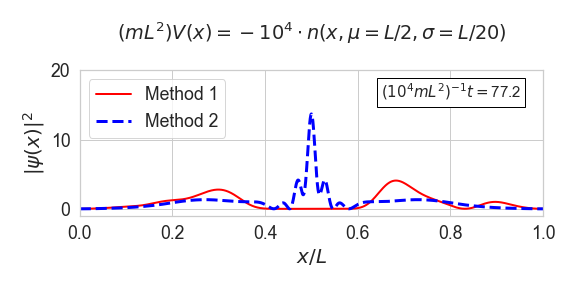 (mL²)V(x) = −10⁴ · n(x, μ = L/2, σ = L/20)
20
10
0
|ψ(x)|²
Method 1
Method 2
(10⁴mL²)⁻¹t = 77.2
0.0 0.2 0.4 0.6 0.8 1.0
x/L